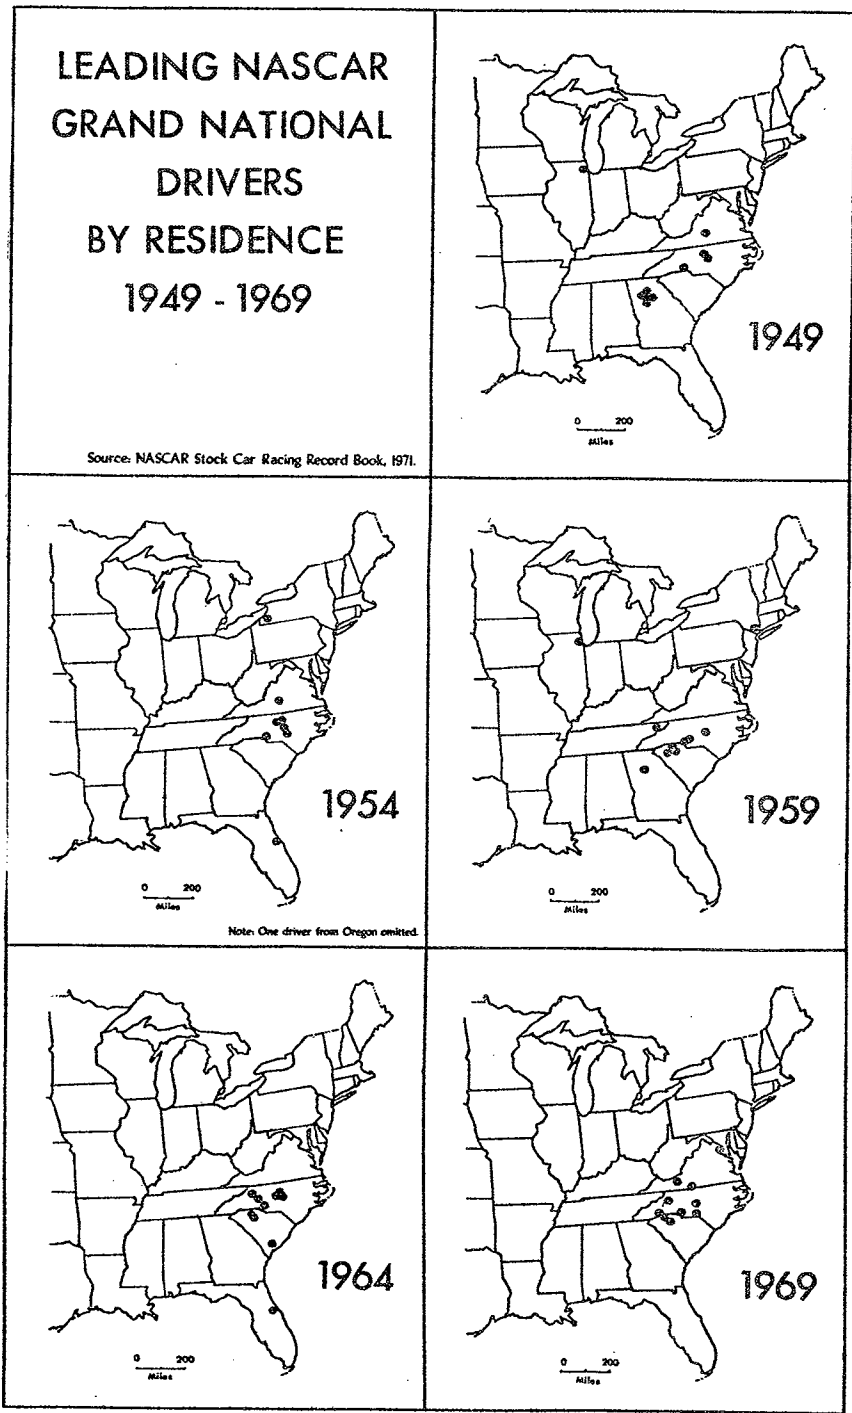 LEADING NASCAR
GRAND NATIONAL
DRIVERS
BY RESIDENCE
1949 - 1969
Source: NASCAR Stock Car Racing Record Book, 1971.
1949
0 200
Miles
1954
0 200
Miles
Note: One driver from Oregon omitted.
1959
0 200
Miles
1964
0 200
Miles
1969
0 200
Miles